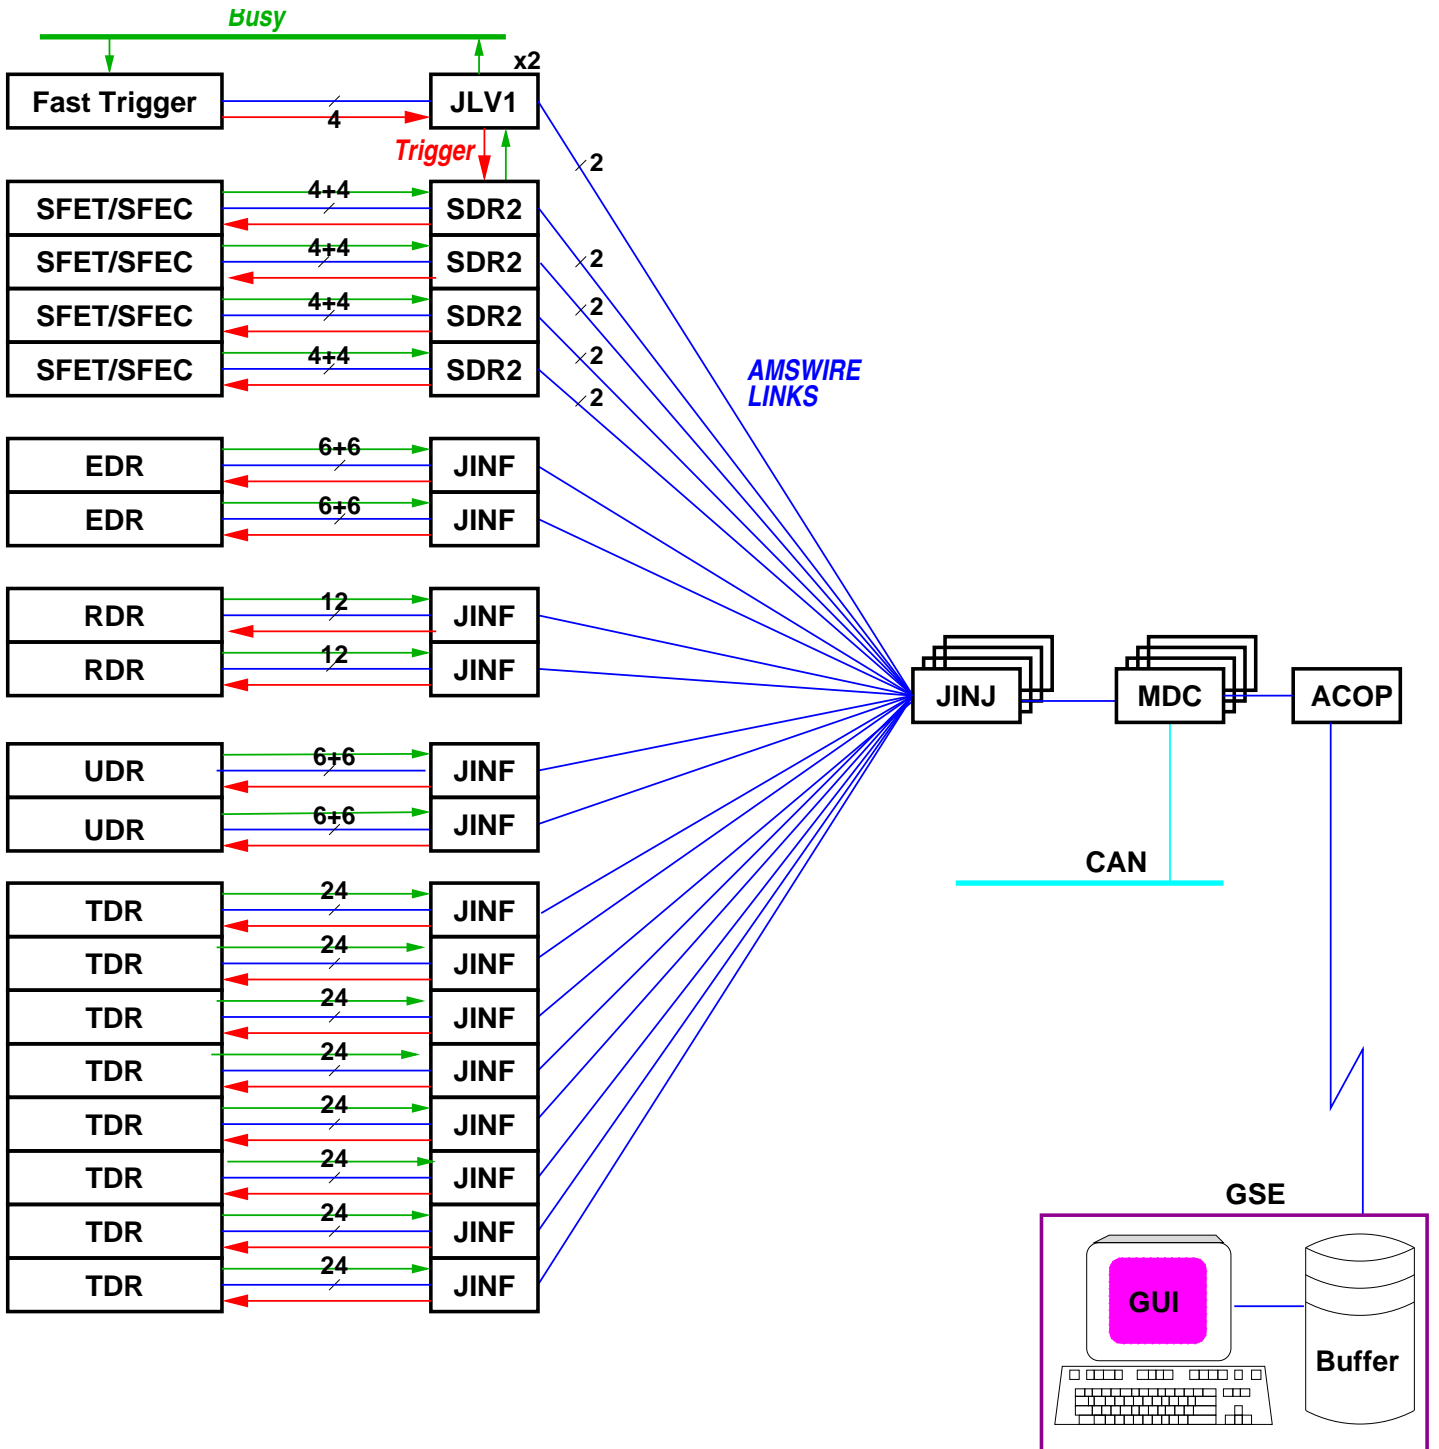 Busy
x2
Fast Trigger
4
JLV1
Trigger
2
SFET/SFEC
4+4
SDR2
SFET/SFEC
4+4
SDR2
2
SFET/SFEC
4+4
SDR2
2
SFET/SFEC
4+4
SDR2
2
2
AMSWIRE
LINKS
EDR
6+6
JINF
EDR
6+6
JINF
RDR
12
JINF
RDR
12
JINF
JINJ
MDC
ACOP
UDR
6+6
JINF
UDR
6+6
JINF
CAN
TDR
24
JINF
TDR
24
JINF
TDR
24
JINF
TDR
24
JINF
TDR
24
JINF
TDR
24
JINF
TDR
24
JINF
TDR
24
JINF
GSE
GUI
Buffer